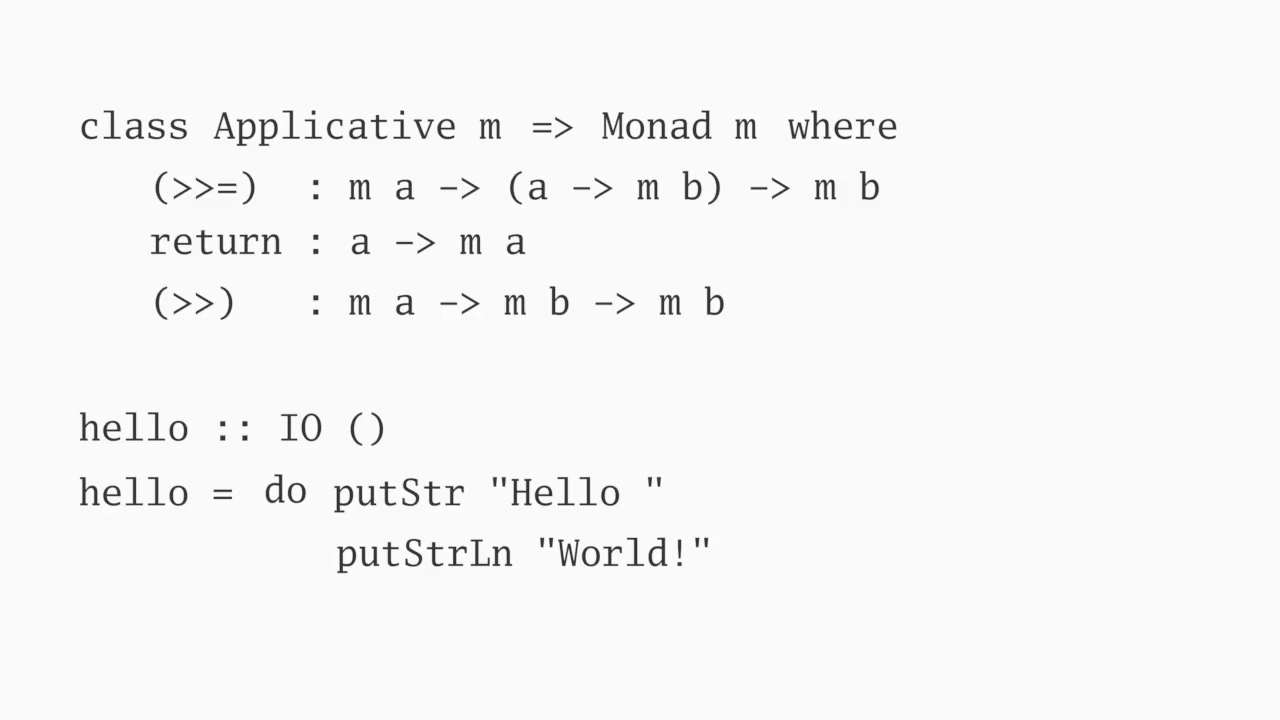 class Applicative m => Monad m where
(>>=) : m a -> (a -> m b) -> m b
return : a -> m a
(>>) : m a -> m b -> m b
hello :: IO ()
hello = do putStr "Hello "
putStrLn "World!"